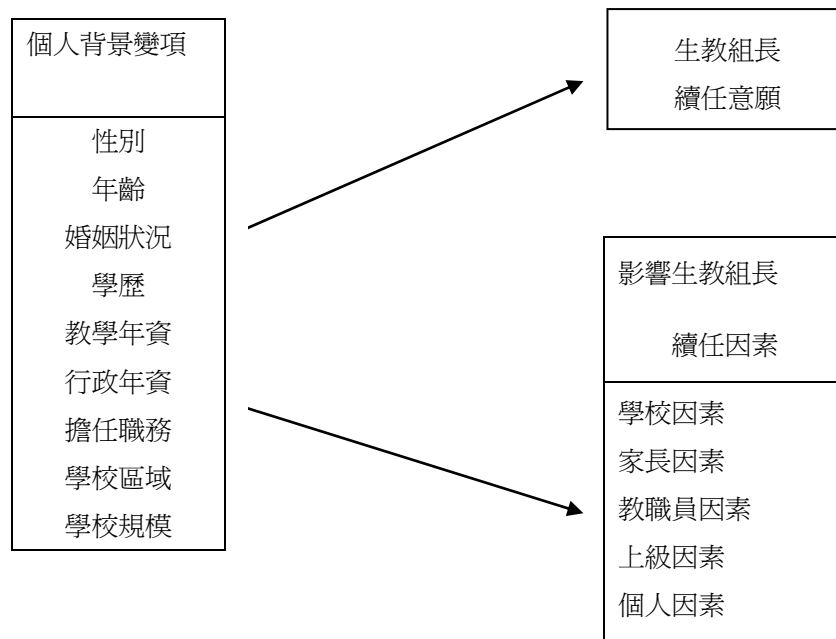 個人背景變項
性別
年齡
婚姻狀況
學歷
教學年資
行政年資
擔任職務
學校區域
學校規模
生教組長
續任意願
影響生教組長
續任因素
學校因素
家長因素
教職員因素
上級因素
個人因素